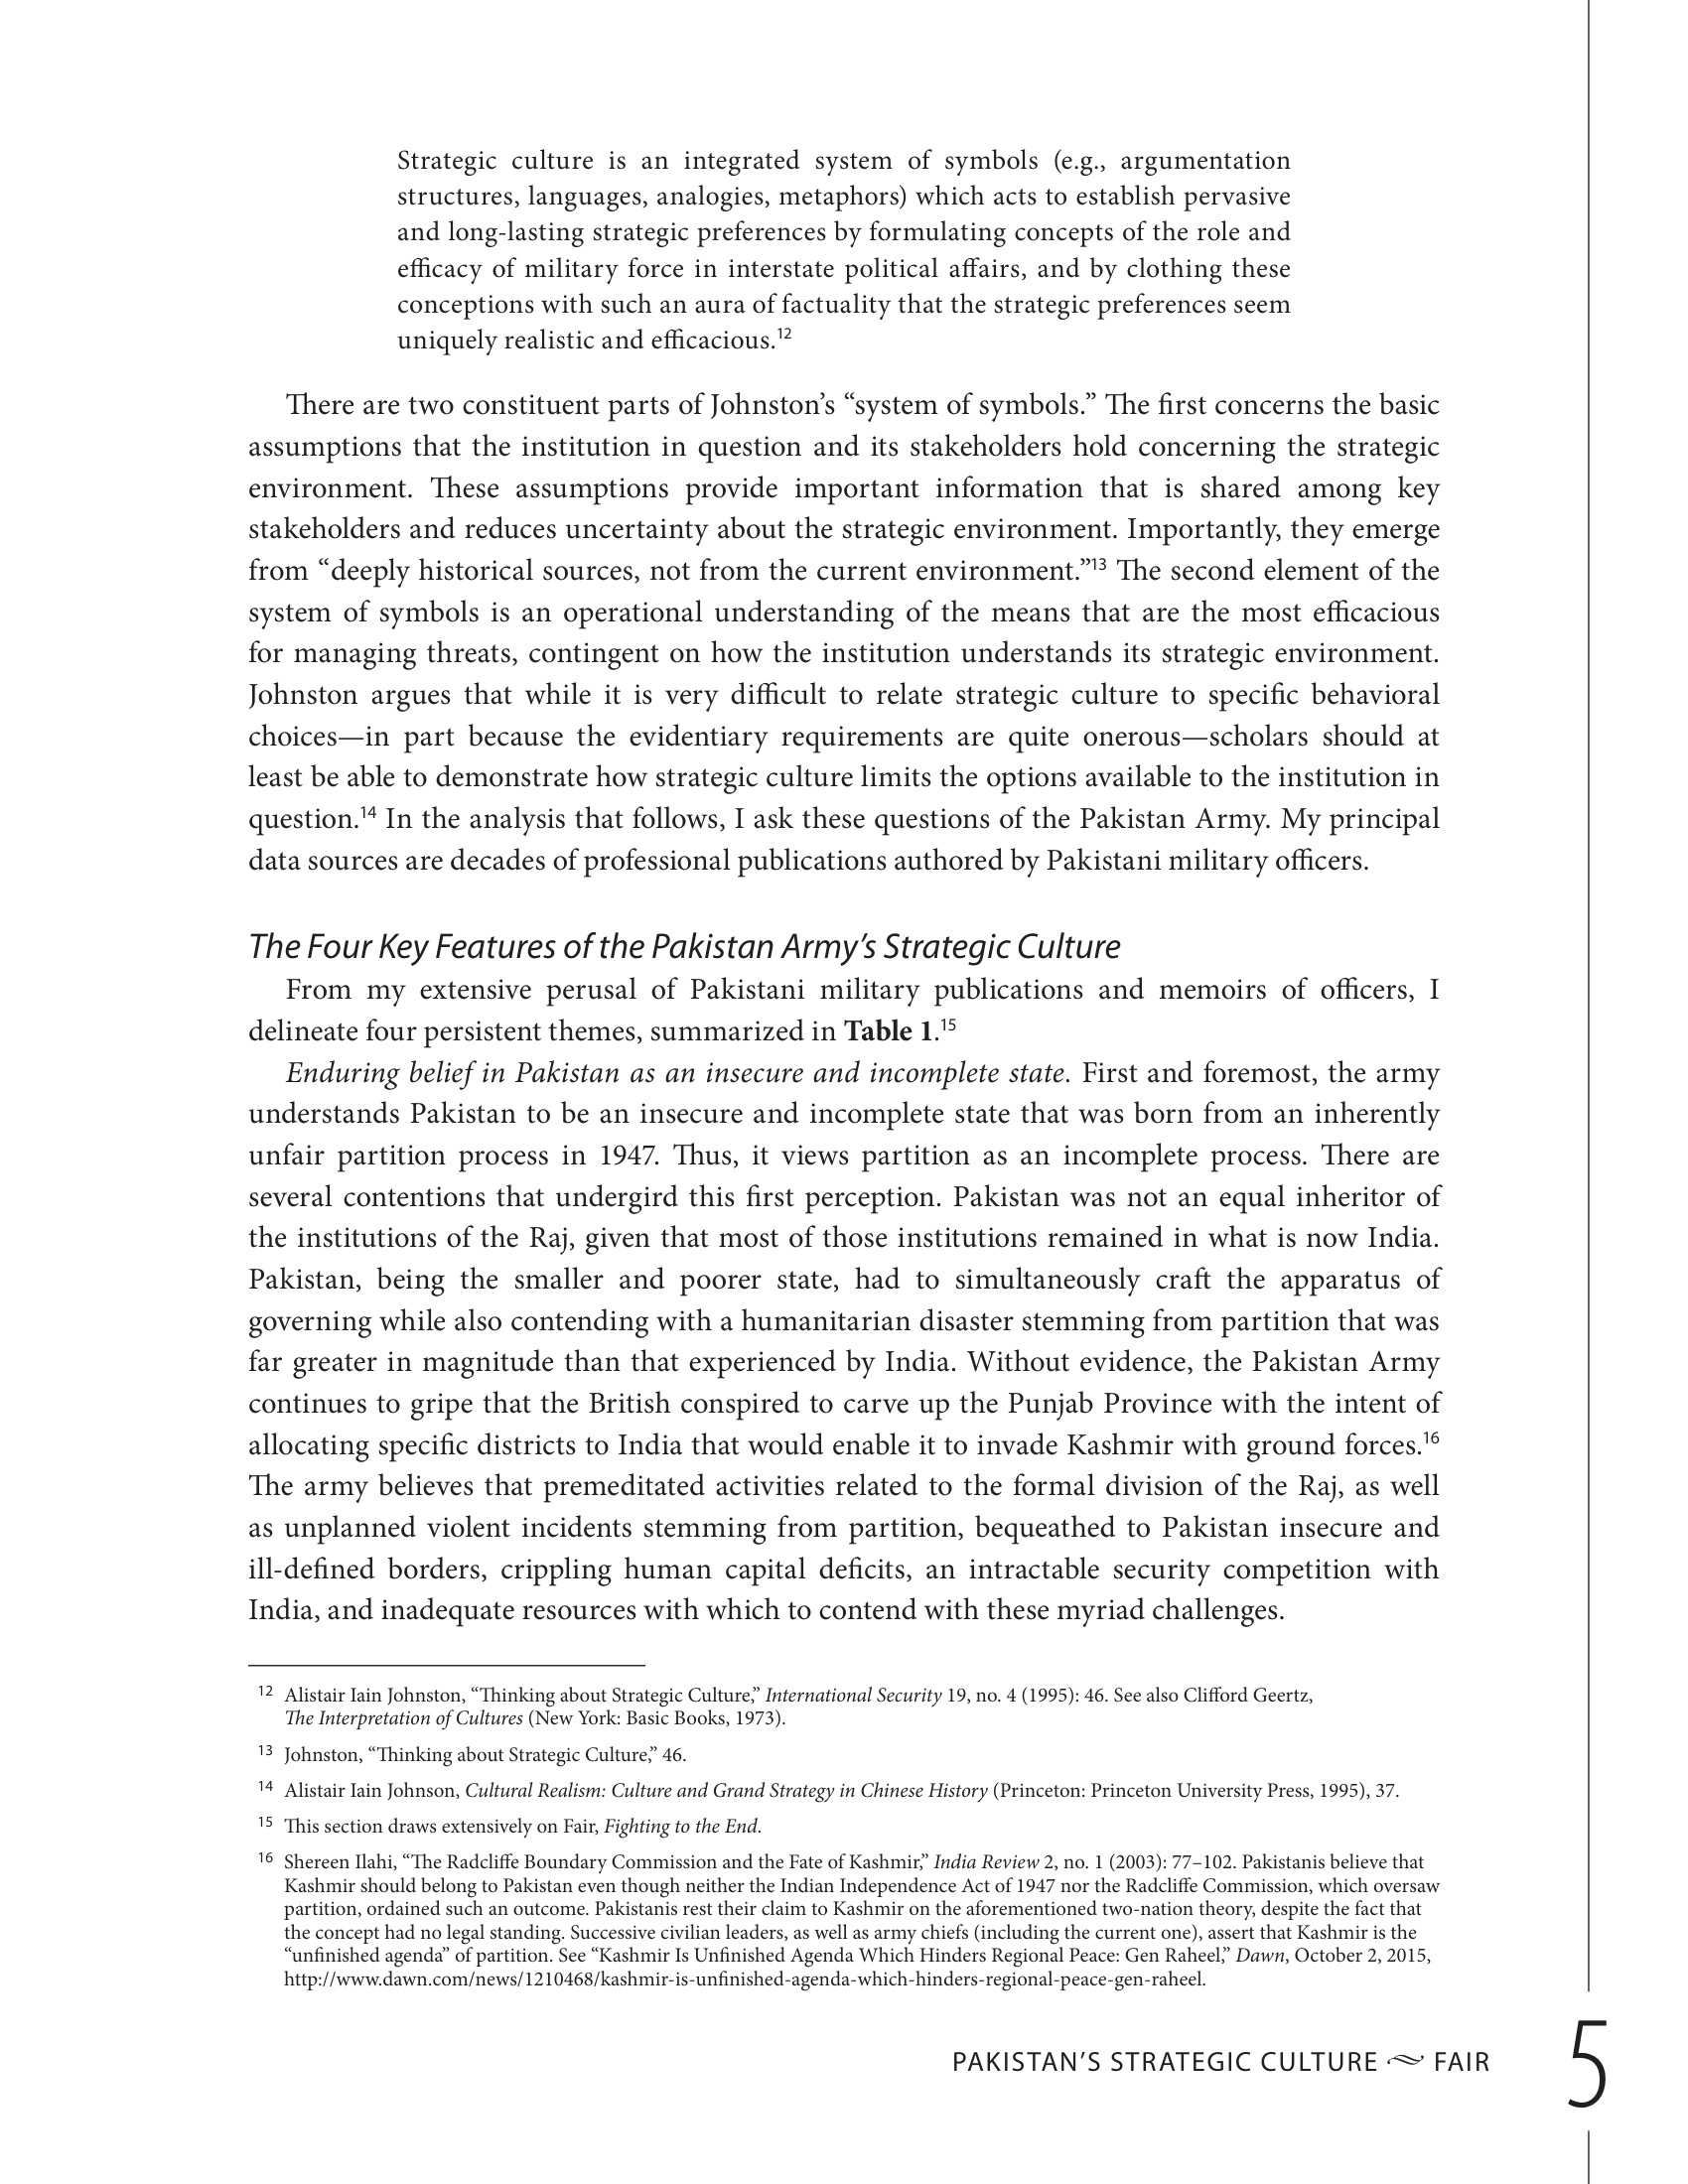 Strategic culture is an integrated system of symbols (e.g., argumentation
structures, languages, analogies, metaphors) which acts to establish pervasive
and long-lasting strategic preferences by formulating concepts of the role and
efficacy of military force in interstate political affairs, and by clothing these
conceptions with such an aura of factuality that the strategic preferences seem
uniquely realistic and efficacious.12
There are two constituent parts of Johnston’s “system of symbols.” The first concerns the basic
assumptions that the institution in question and its stakeholders hold concerning the strategic
environment. These assumptions provide important information that is shared among key
stakeholders and reduces uncertainty about the strategic environment. Importantly, they emerge
from “deeply historical sources, not from the current environment.”13 The second element of the
system of symbols is an operational understanding of the means that are the most efficacious
for managing threats, contingent on how the institution understands its strategic environment.
Johnston argues that while it is very difficult to relate strategic culture to specific behavioral
choices—in part because the evidentiary requirements are quite onerous—scholars should at
least be able to demonstrate how strategic culture limits the options available to the institution in
question.14 In the analysis that follows, I ask these questions of the Pakistan Army. My principal
data sources are decades of professional publications authored by Pakistani military officers.
The Four Key Features of the Pakistan Army’s Strategic Culture
From my extensive perusal of Pakistani military publications and memoirs of officers, I
delineate four persistent themes, summarized in Table 1.15
Enduring belief in Pakistan as an insecure and incomplete state. First and foremost, the army
understands Pakistan to be an insecure and incomplete state that was born from an inherently
unfair partition process in 1947. Thus, it views partition as an incomplete process. There are
several contentions that undergird this first perception. Pakistan was not an equal inheritor of
the institutions of the Raj, given that most of those institutions remained in what is now India.
Pakistan, being the smaller and poorer state, had to simultaneously craft the apparatus of
governing while also contending with a humanitarian disaster stemming from partition that was
far greater in magnitude than that experienced by India. Without evidence, the Pakistan Army
continues to gripe that the British conspired to carve up the Punjab Province with the intent of
allocating specific districts to India that would enable it to invade Kashmir with ground forces.16
The army believes that premeditated activities related to the formal division of the Raj, as well
as unplanned violent incidents stemming from partition, bequeathed to Pakistan insecure and
ill-defined borders, crippling human capital deficits, an intractable security competition with
India, and inadequate resources with which to contend with these myriad challenges.
12 Alistair Iain Johnston, “Thinking about Strategic Culture,” International Security 19, no. 4 (1995): 46. See also Clifford Geertz,
The Interpretation of Cultures (New York: Basic Books, 1973).
13 Johnston, “Thinking about Strategic Culture,” 46.
14 Alistair Iain Johnson, Cultural Realism: Culture and Grand Strategy in Chinese History (Princeton: Princeton University Press, 1995), 37.
15 This section draws extensively on Fair, Fighting to the End.
16 Shereen Ilahi, “The Radcliffe Boundary Commission and the Fate of Kashmir,” India Review 2, no. 1 (2003): 77–102. Pakistanis believe that
Kashmir should belong to Pakistan even though neither the Indian Independence Act of 1947 nor the Radcliffe Commission, which oversaw
partition, ordained such an outcome. Pakistanis rest their claim to Kashmir on the aforementioned two-nation theory, despite the fact that
the concept had no legal standing. Successive civilian leaders, as well as army chiefs (including the current one), assert that Kashmir is the
“unfinished agenda” of partition. See “Kashmir Is Unfinished Agenda Which Hinders Regional Peace: Gen Raheel,” Dawn, October 2, 2015,
http://www.dawn.com/news/1210468/kashmir-is-unfinished-agenda-which-hinders-regional-peace-gen-raheel.
PAKISTAN’S STRATEGIC CULTURE ~ FAIR
5